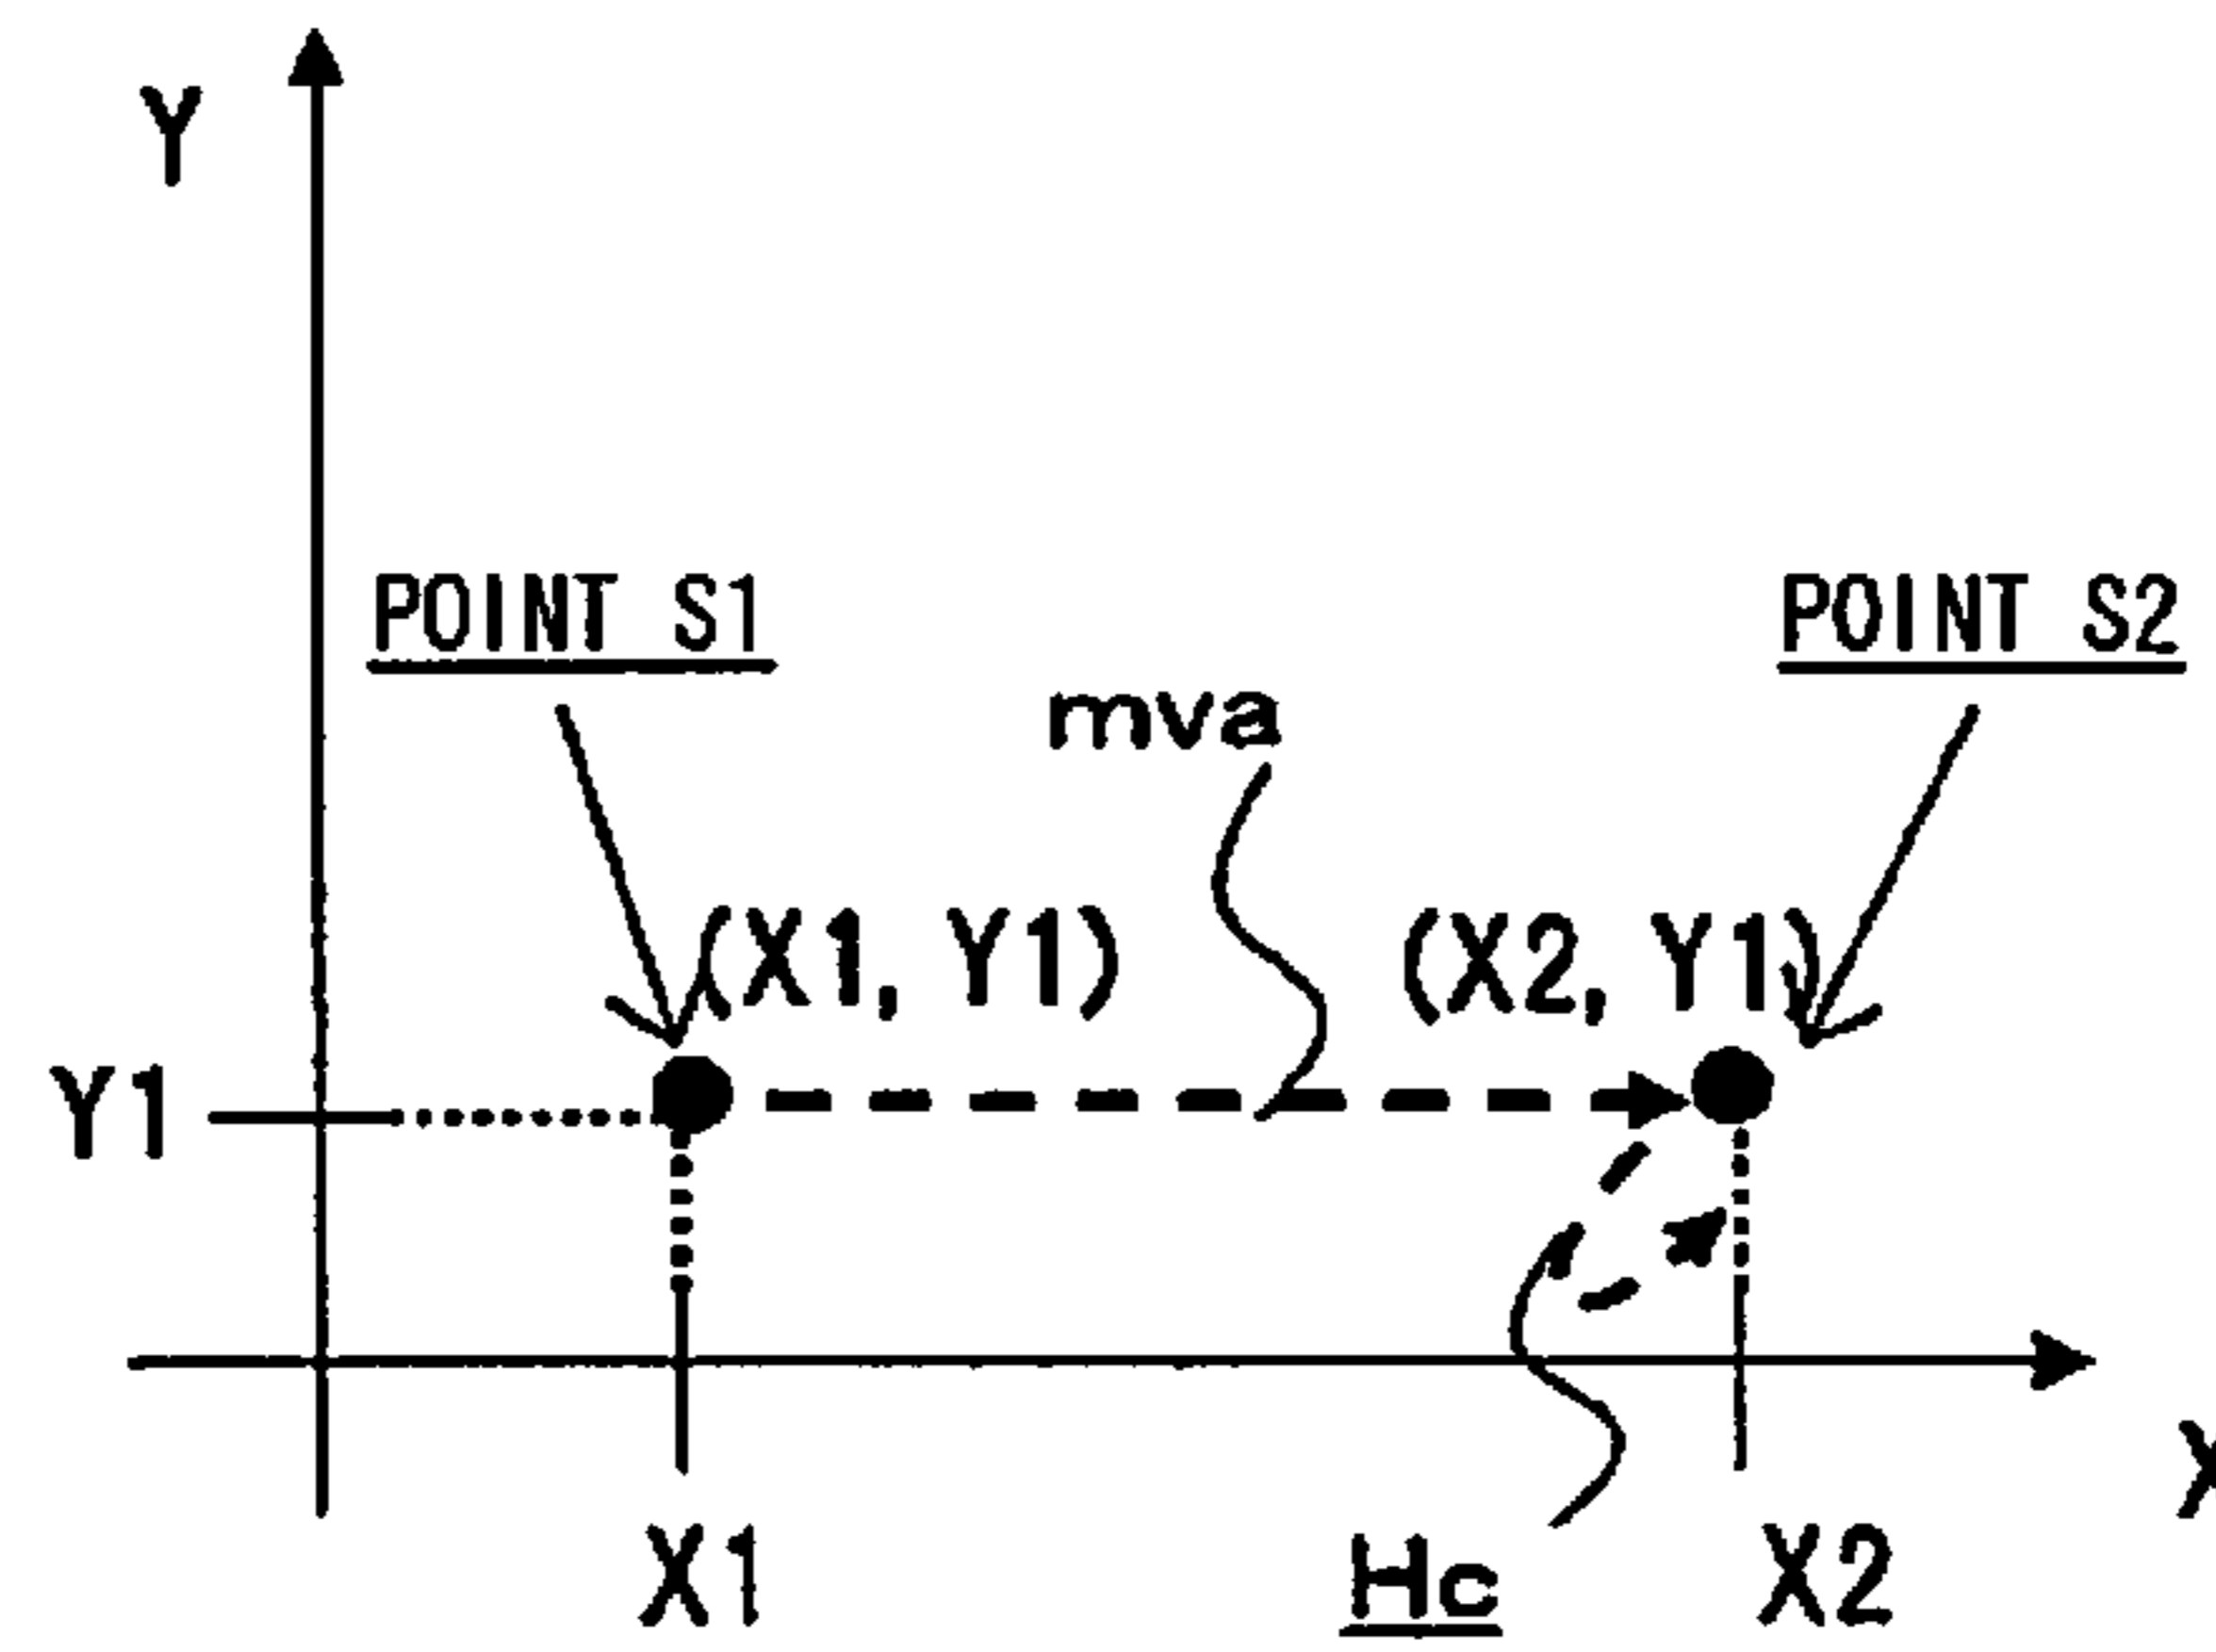 Y
POINT S1
POINT S2
mva
(X1, Y1)
(X2, Y1)
Y1
X
X1
Hc
X2